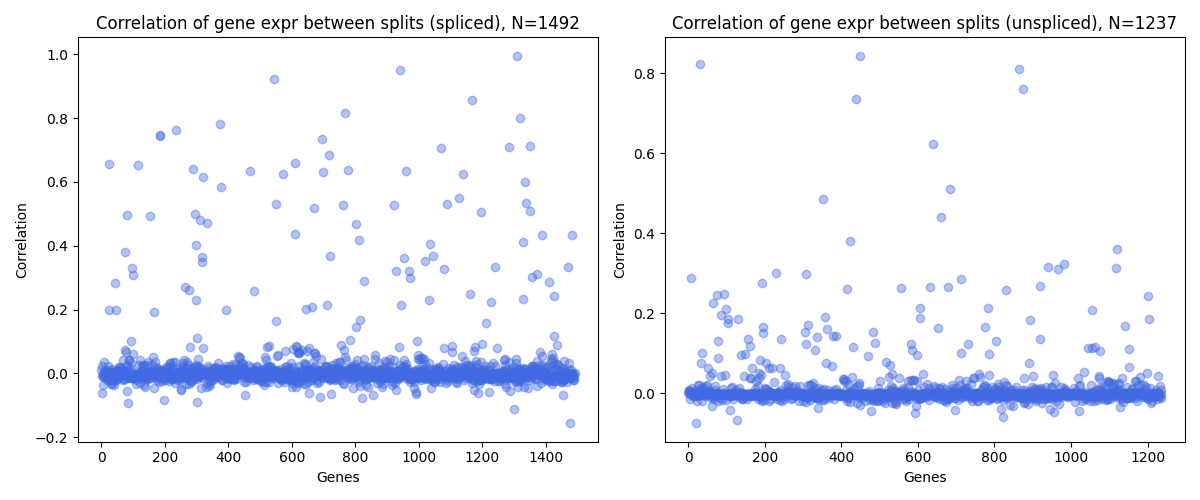 Correlation of gene expr between splits (spliced), N=1492
1.0
0.8
0.6
0.4
0.2
0.0
−0.2
Correlation
0 200 400 600 800 1000 1200 1400
Genes
Correlation of gene expr between splits (unspliced), N=1237
0.8
0.6
0.4
0.2
0.0
Correlation
0 200 400 600 800 1000 1200
Genes